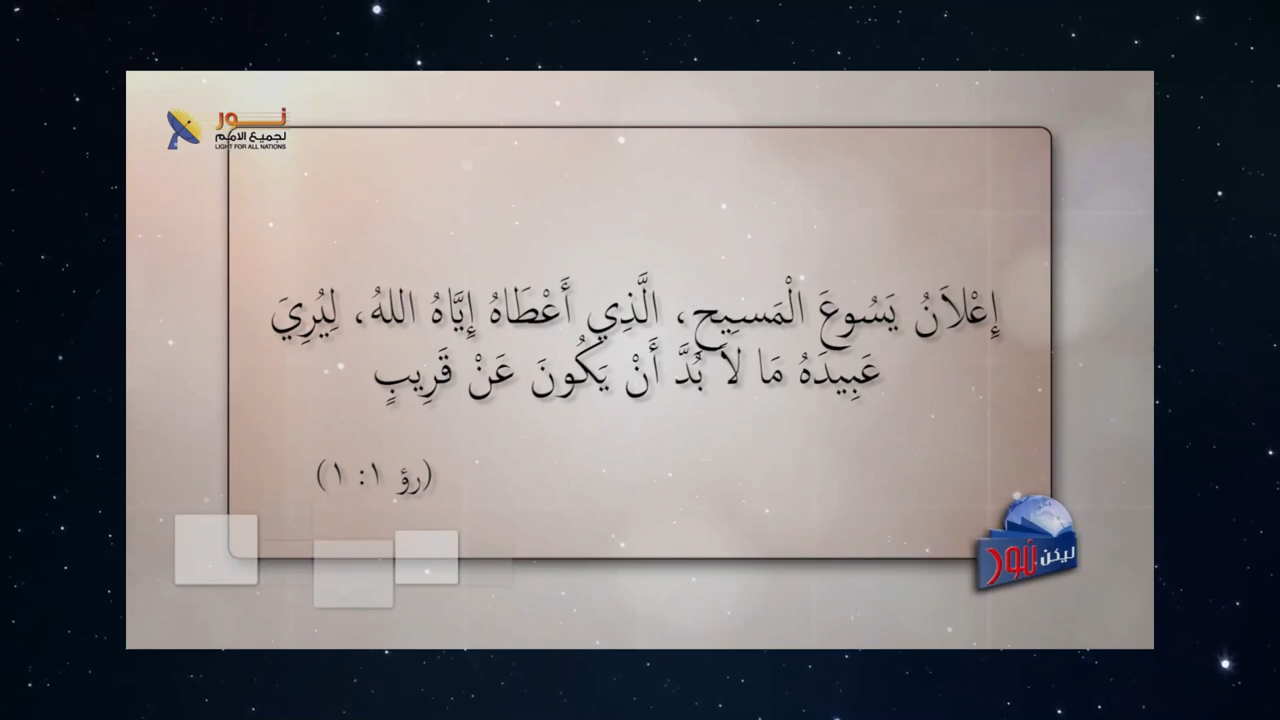 نور
لجميع الامم
LIGHT FOR ALL NATIONS
إِعْلاَنُ يَسُوعَ الْمَسِيحِ، الَّذِي أَعْطَاهُ إِيَّاهُ اللهُ، لِيُرِيَ
عَبِيدَهُ مَا لاَ بُدَّ أَنْ يَكُونَ عَنْ قَرِيبٍ
(رؤ ١: ١)
ليكن نور